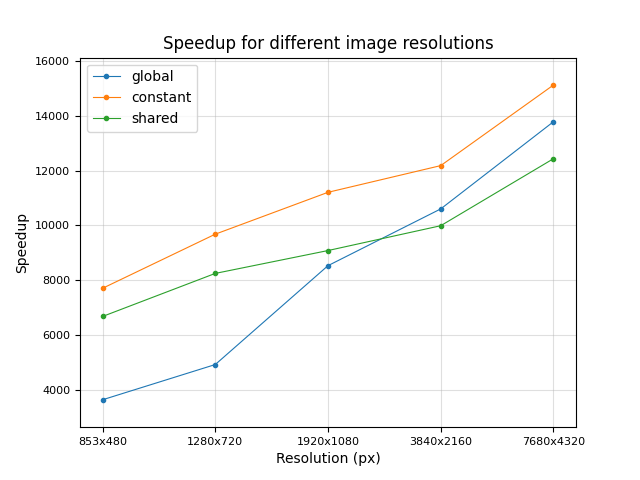 Speedup for different image resolutions
global
constant
shared
16000
14000
12000
10000
8000
6000
4000
Speedup
853x480
1280x720
1920x1080
3840x2160
7680x4320
Resolution (px)